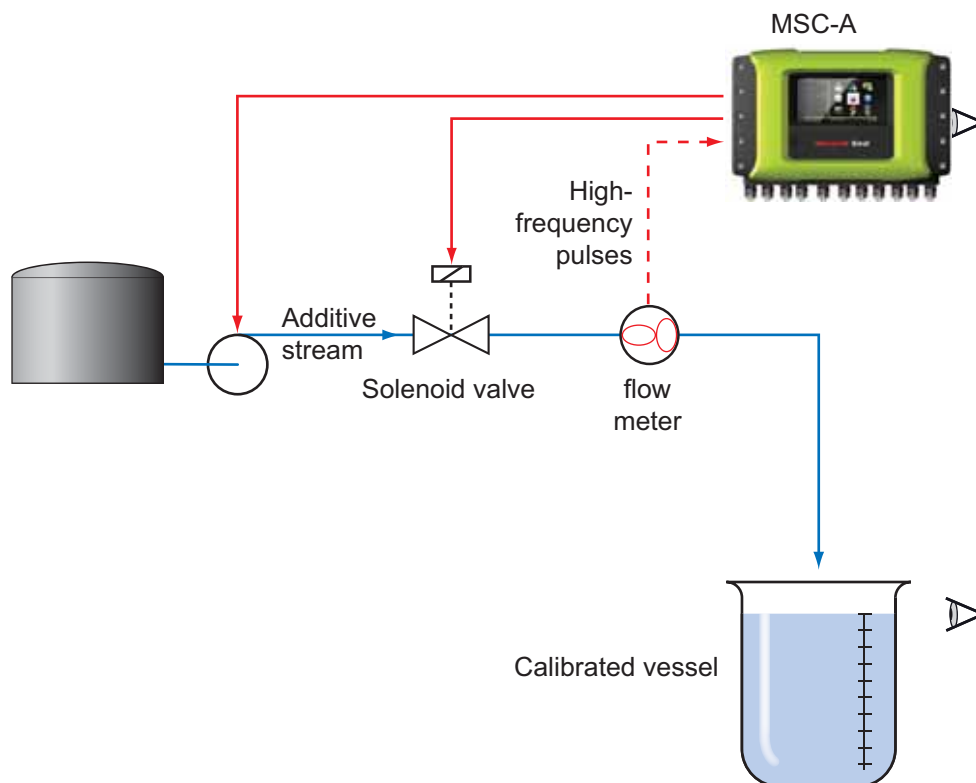 MSC-A
High-
frequency
pulses
Additive
stream
Solenoid valve
flow
meter
Calibrated vessel